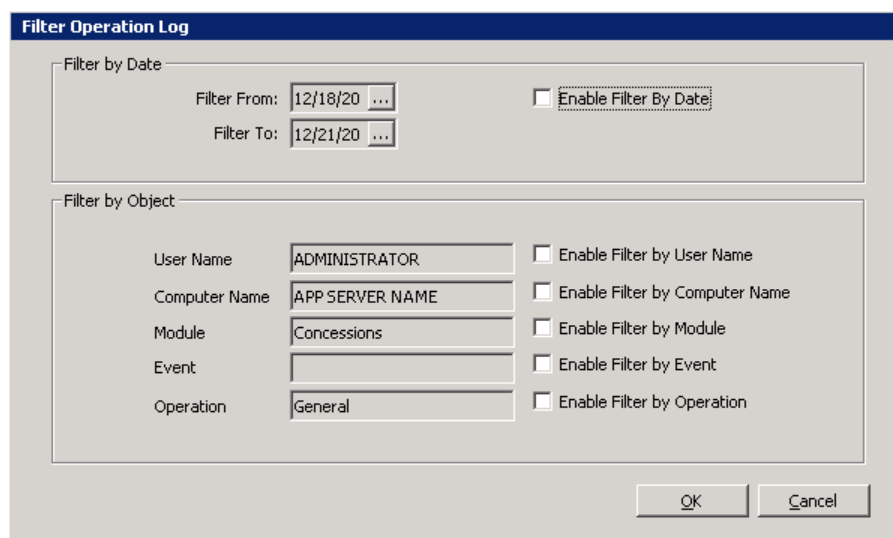 Filter Operation Log
Filter by Date
Filter From: 12/18/20 ... Enable Filter By Date
Filter To: 12/21/20 ...
Filter by Object
User Name ADMINISTRATOR Enable Filter by User Name
Computer Name APP SERVER NAME Enable Filter by Computer Name
Module Concessions Enable Filter by Module
Event Enable Filter by Event
Operation General Enable Filter by Operation
OK Cancel